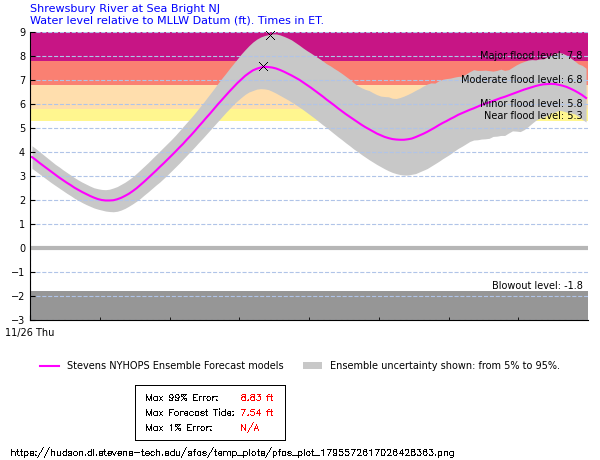 Shrewsbury River at Sea Bright NJ
Water level relative to MLLW Datum (ft). Times in ET.
9
8
7
6
5
4
3
2
1
0
−1
−2
−3
Major flood level: 7.8
Moderate flood level: 6.8
Minor flood level: 5.8
Near flood level: 5.3
Blowout level: -1.8
11/26 Thu
Stevens NYHOPS Ensemble Forecast models
Ensemble uncertainty shown: from 5% to 95%.
Max 99% Error: 8.83 ft
Max Forecast Tide: 7.54 ft
Max 1% Error: N/A
https://hudson.dl.stevens-tech.edu/sfas/temp_plots/pfas_plot_1795572617026428363.png